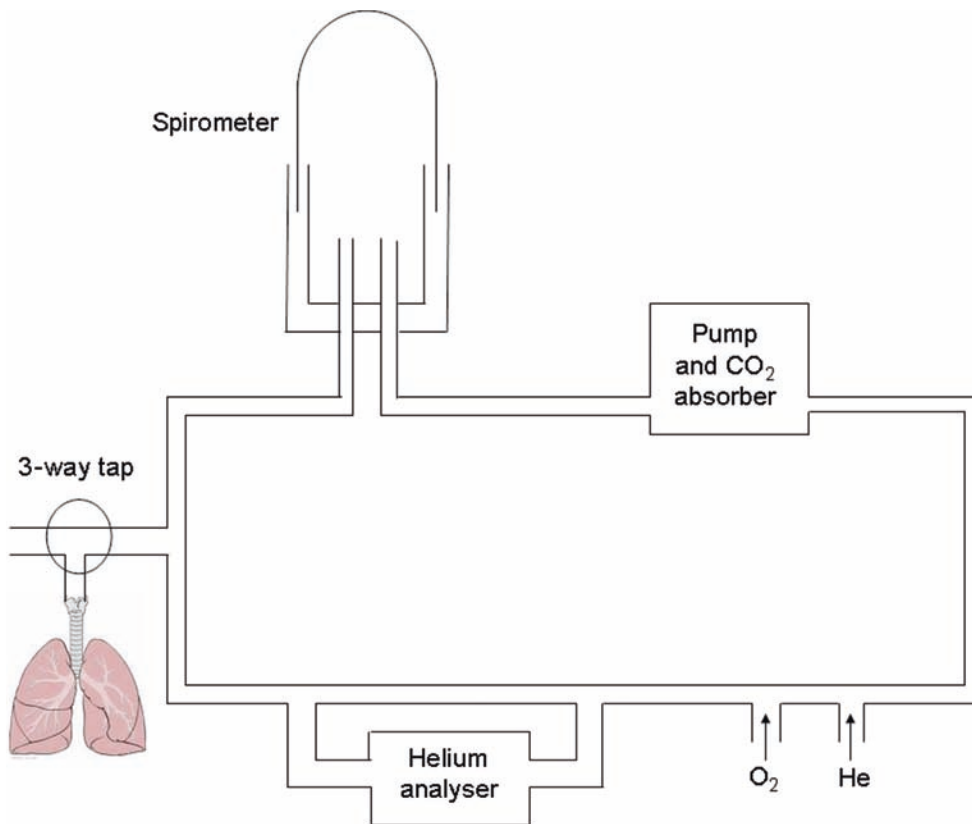 Spirometer
Pump
and CO₂
absorber
3-way tap
Helium
analyser
O₂
He